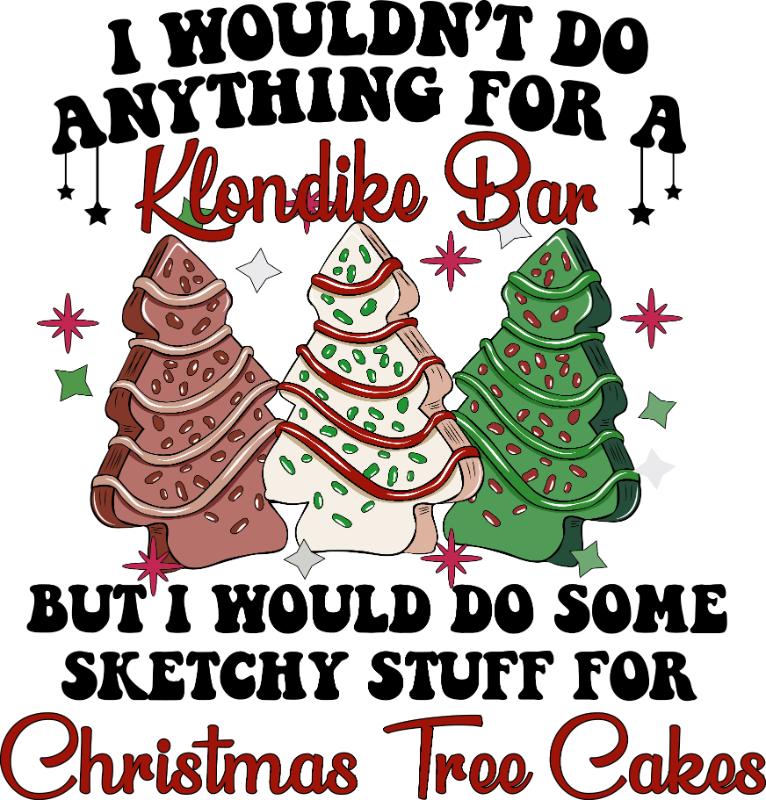 I WOULDN'T DO
ANYTHING FOR A
Klondike Bar
BUT I WOULD DO SOME
SKETCHY STUFF FOR
Christmas Tree Cakes